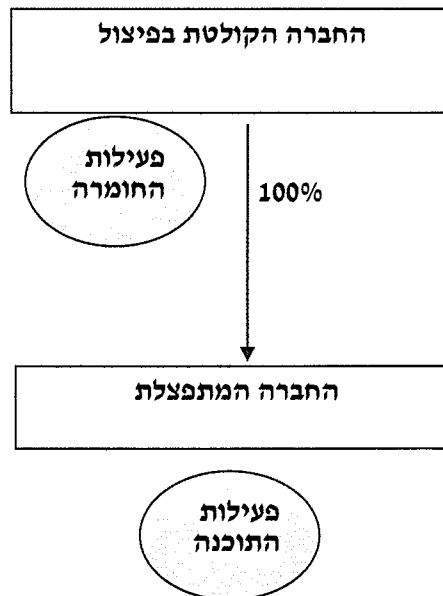 החברה הקולטת בפיצול
פעילות
החומרה
100%
החברה המתפצלת
פעילות
התוכנה